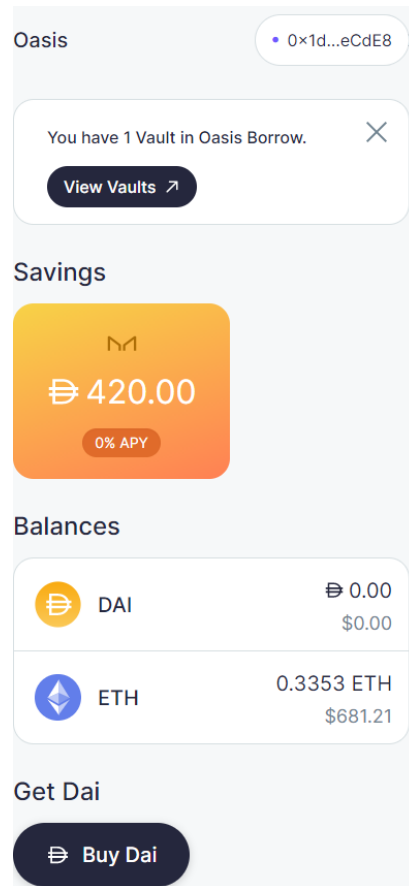 Oasis
0×1d...eCdE8
You have 1 Vault in Oasis Borrow.
View Vaults ↗
Savings
420.00
0% APY
Balances
DAI
0.00
$0.00
ETH
0.3353 ETH
$681.21
Get Dai
Buy Dai